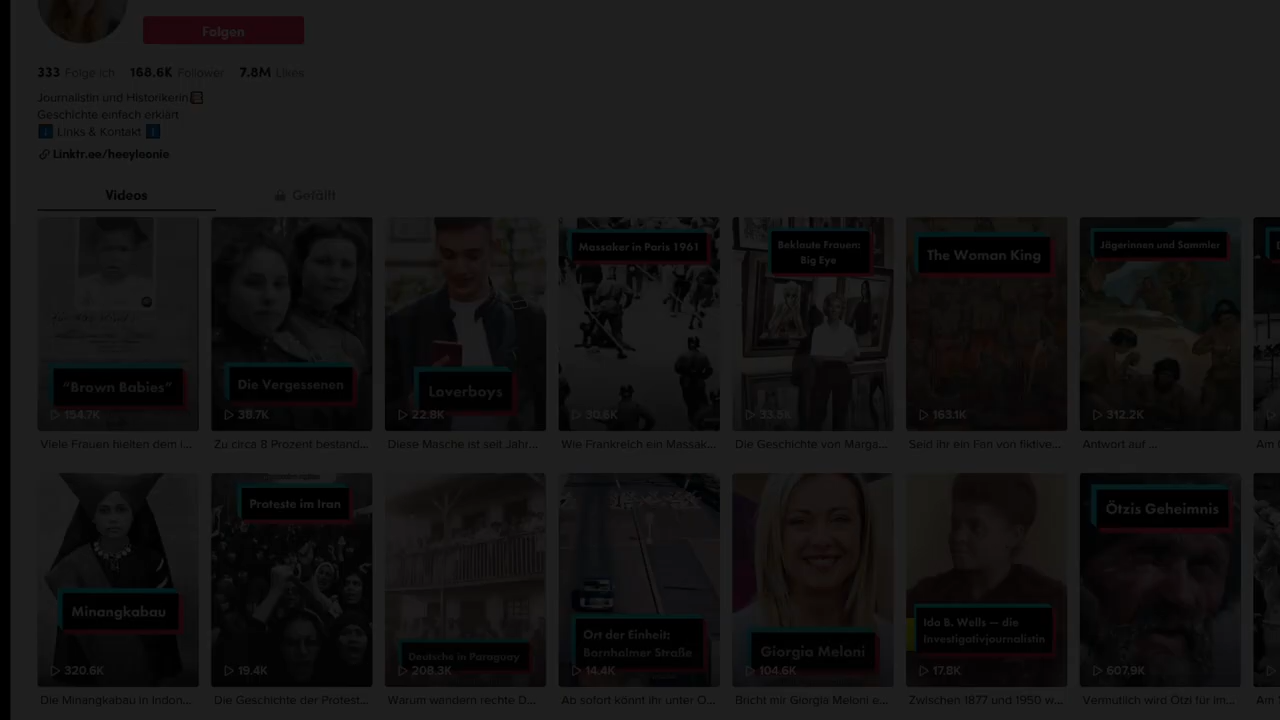 Folgen
333 Folge ich 168.6K Follower 7.8M Likes
Journalistin und Historikerin
Geschichte einfach erklärt
Links & Kontakt
Linktr.ee/heeyleonie
Videos Gefällt
"Brown Babies"
154.7K
Viele Frauen hielten dem i...
Die Vergessenen
38.7K
Zu circa 8 Prozent bestand...
Loverboys
22.8K
Diese Masche ist seit Jahr...
Massaker in Paris 1961
30.6K
Wie Frankreich ein Massak...
Beklaute Frauen:
Big Eye
33.6K
Die Geschichte von Marga...
The Woman King
163.1K
Seid ihr ein Fan von fiktive...
Jägerinnen und Sammler
312.2K
Antwort auf ...
Minangkabau
320.6K
Die Minangkabau in Indon...
Proteste im Iran
19.4K
Die Geschichte der Protest...
Deutsche in Paraguay
208.3K
Warum wandern rechte D...
Ort der Einheit:
Bornholmer Straße
14.4K
Ab sofort könnt ihr unter O...
Giorgia Meloni
104.6K
Bricht mir Giorgia Meloni e...
Ida B. Wells – die
Investigativjournalistin
17.8K
Zwischen 1877 und 1950 w...
Ötzis Geheimnis
607.9K
Vermutlich wird Ötzi für Im...